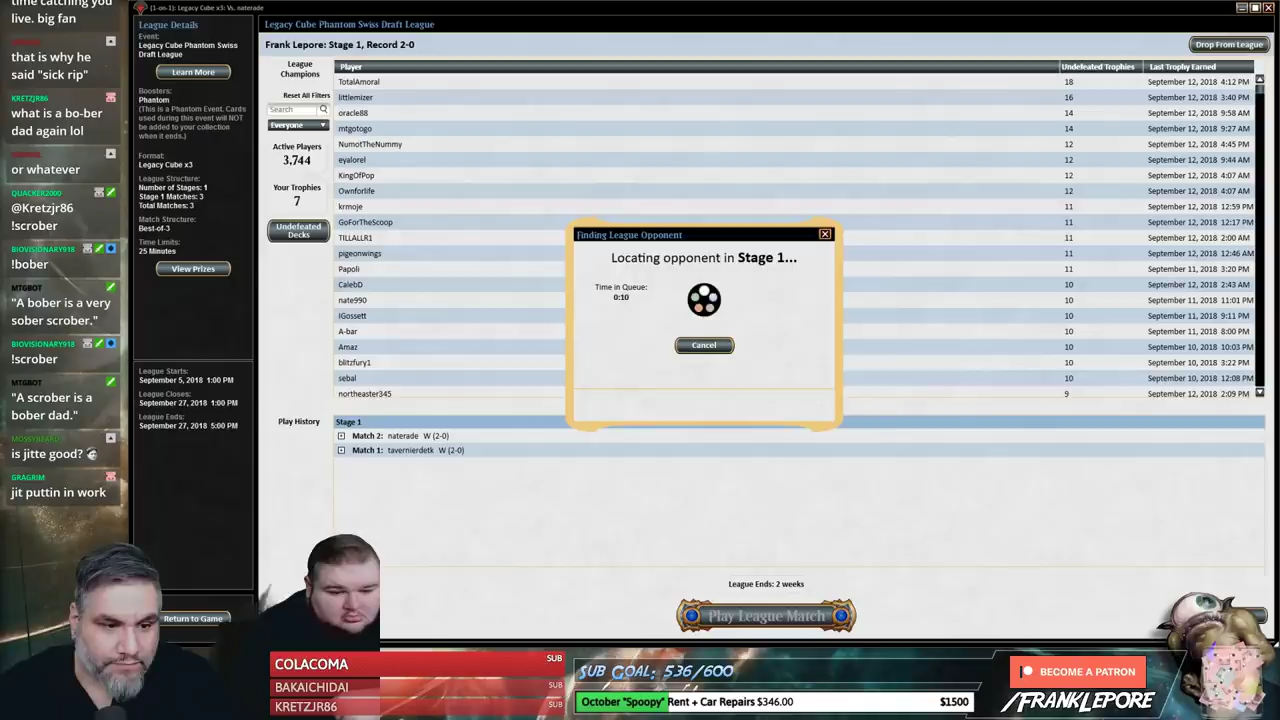 time catching you
live. big fan
that is why he
said "sick rip"
KRETZJR86
what is a bober
and again lol
or whatever
QUACKER2000
@Kretzjr86
!scrober
BIOVISIONARY918
!bober
MTGBOT
"A bober is a very
sober scrober."
BIOVISIONARY918
!scrober
MTGBOT
"A scrober is a
bober dad."
MOSSYBEARD
is jitte good?
GRAGRIM
jit puttin in work
(1-on-1): Legacy Cube x3: Vs. naterade
League Details
Event:
Legacy Cube Phantom Swiss
Draft League
Learn More
Boosters:
Phantom
(This is a Phantom Event. Cards
used during this event will NOT
be added to your collection
when it ends.)
Format:
Legacy Cube x3
League Structure:
Number of Stages: 1
Stage 1 Matches: 3
Total Matches: 3
Match Structure:
Best-of-3
Time Limits:
25 Minutes
View Prizes
League Starts:
September 5, 2018 1:00 PM
League Closes:
September 27, 2018 1:00 PM
League Ends:
September 27, 2018 5:00 PM
Return to Game
Legacy Cube Phantom Swiss Draft League
Frank Lepore: Stage 1, Record 2-0
Drop From League
League
Champions
Reset All Filters
Search
Everyone
Active Players
3,744
Your Trophies
7
Undefeated
Decks
Player Undefeated Trophies Last Trophy Earned
TotalAmoral 18 September 12, 2018 4:12 PM
littlemizer 16 September 12, 2018 3:40 PM
oracle88 14 September 12, 2018 9:58 AM
mtgotogo 14 September 12, 2018 9:27 AM
NumotTheNummy 12 September 12, 2018 4:45 PM
eyalorel 12 September 12, 2018 9:44 AM
KingOfPop 12 September 12, 2018 4:07 AM
Ownforlife 12 September 12, 2018 4:07 AM
krmoje 11 September 12, 2018 12:59 PM
GoForTheScoop 11 September 12, 2018 12:17 PM
TILLALLR1 11 September 12, 2018 2:00 AM
pigeonwings 11 September 12, 2018 12:46 AM
Papoli 11 September 11, 2018 3:20 PM
CalebD 10 September 12, 2018 2:43 AM
nate990 10 September 11, 2018 11:01 PM
IGossett 10 September 11, 2018 9:11 PM
A-bar 10 September 11, 2018 8:00 PM
Amaz 10 September 10, 2018 10:03 PM
blitzfury1 10 September 10, 2018 3:22 PM
sebal 10 September 10, 2018 12:08 PM
northeaster345 9 September 12, 2018 2:09 PM
Finding League Opponent
Locating opponent in Stage 1...
Time in Queue:
0:10
Cancel
Play History
Stage 1
Match 2: naterade W (2-0)
Match 1: tavernierdetk W (2-0)
League Ends: 2 weeks
Play League Match
COLACOMA SUB
BAKAICHIDAI SUB
KRETZJR86 SUB
SUB GOAL: 536/600
October "Spoopy" Rent + Car Repairs $346.00 $1500
BECOME A PATRON
/FRANKLEPORE